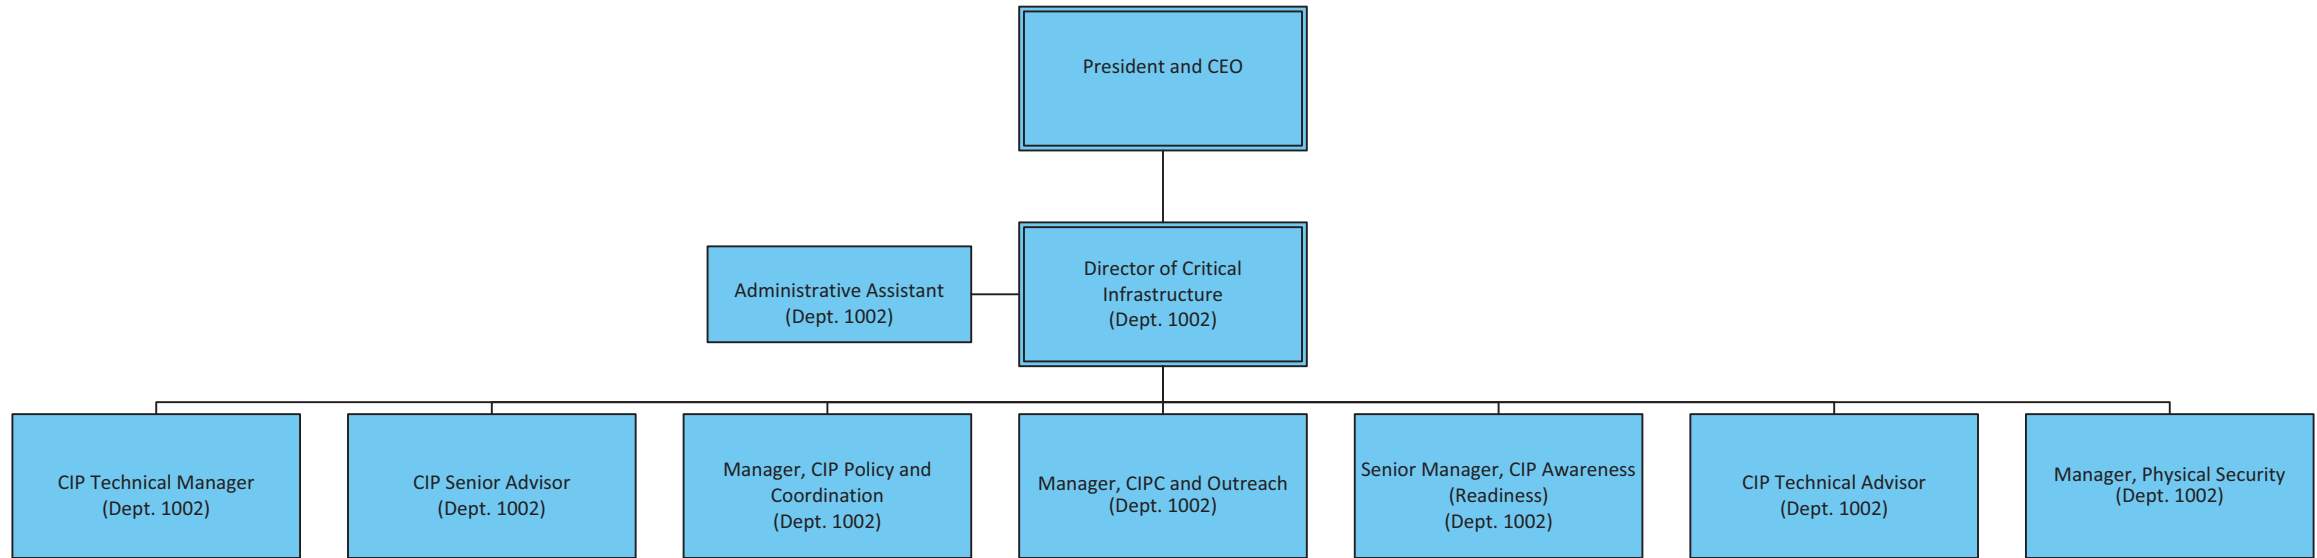 President and CEO
Administrative Assistant
(Dept. 1002)
Director of Critical
Infrastructure
(Dept. 1002)
CIP Technical Manager
(Dept. 1002)
CIP Senior Advisor
(Dept. 1002)
Manager, CIP Policy and
Coordination
(Dept. 1002)
Manager, CIPC and Outreach
(Dept. 1002)
Senior Manager, CIP Awareness
(Readiness)
(Dept. 1002)
CIP Technical Advisor
(Dept. 1002)
Manager, Physical Security
(Dept. 1002)